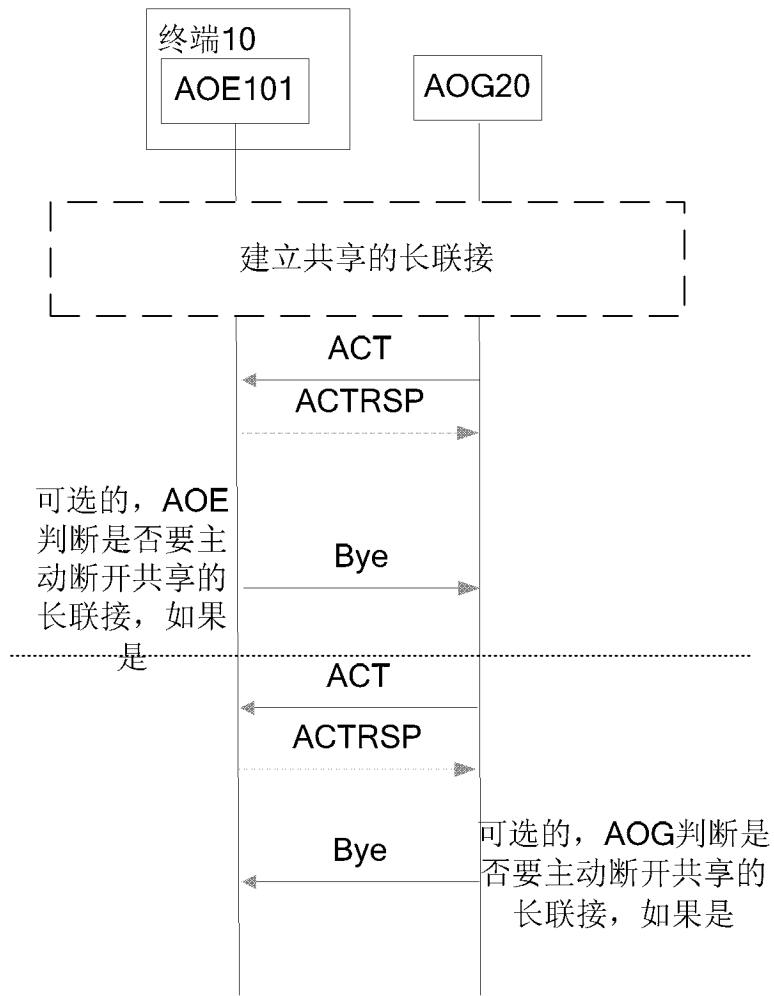 终端10
AOE101
AOG20
建立共享的长联接
ACT
ACTRSP
可选的，AOE
判断是否要主
动断开共享的
长联接，如果
是
Bye
ACT
ACTRSP
Bye
可选的，AOG判断是
否要主动断开共享的
长联接，如果是